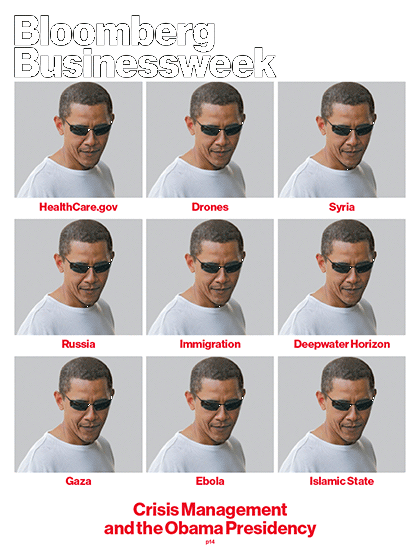 Bloomberg
Businessweek
HealthCare.gov
Drones
Syria
Russia
Immigration
Deepwater Horizon
Gaza
Ebola
Islamic State
Crisis Management
and the Obama Presidency
p14